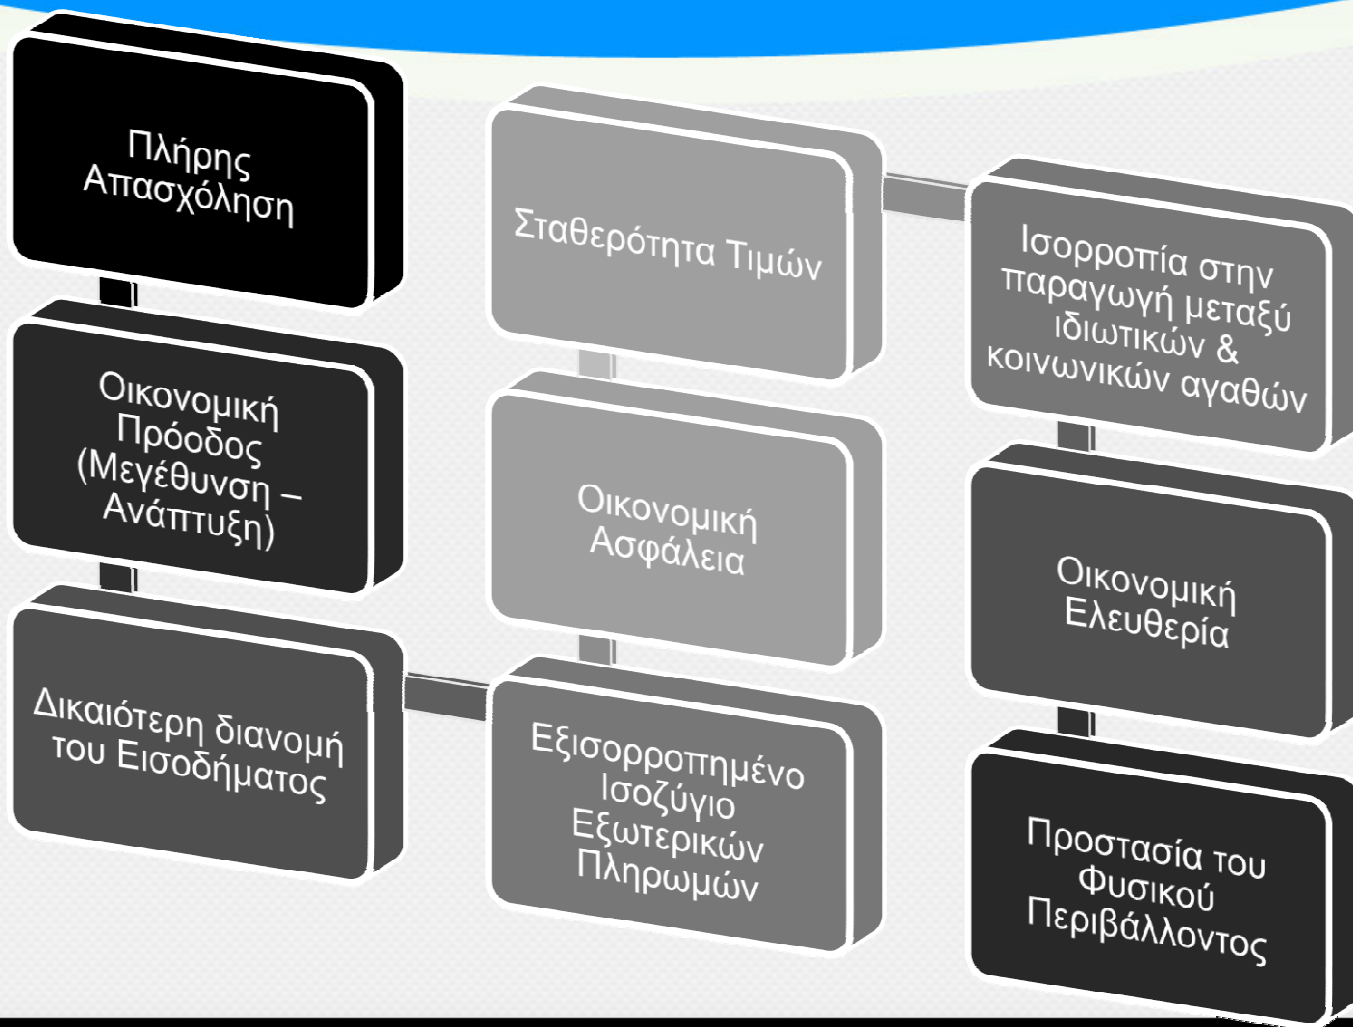 Πλήρης
Απασχόληση
Οικονομική
Πρόοδος
(Μεγέθυνση –
Ανάπτυξη)
Δικαιότερη διανομή
του Εισοδήματος
Εξισορροπημένο
Ισοζύγιο
Εξωτερικών
Πληρωμών
Οικονομική
Ασφάλεια
Σταθερότητα Τιμών
Ισορροπία στην
παραγωγή μεταξύ
ιδιωτικών &
κοινωνικών αγαθών
Οικονομική
Ελευθερία
Προστασία του
Φυσικού
Περιβάλλοντος